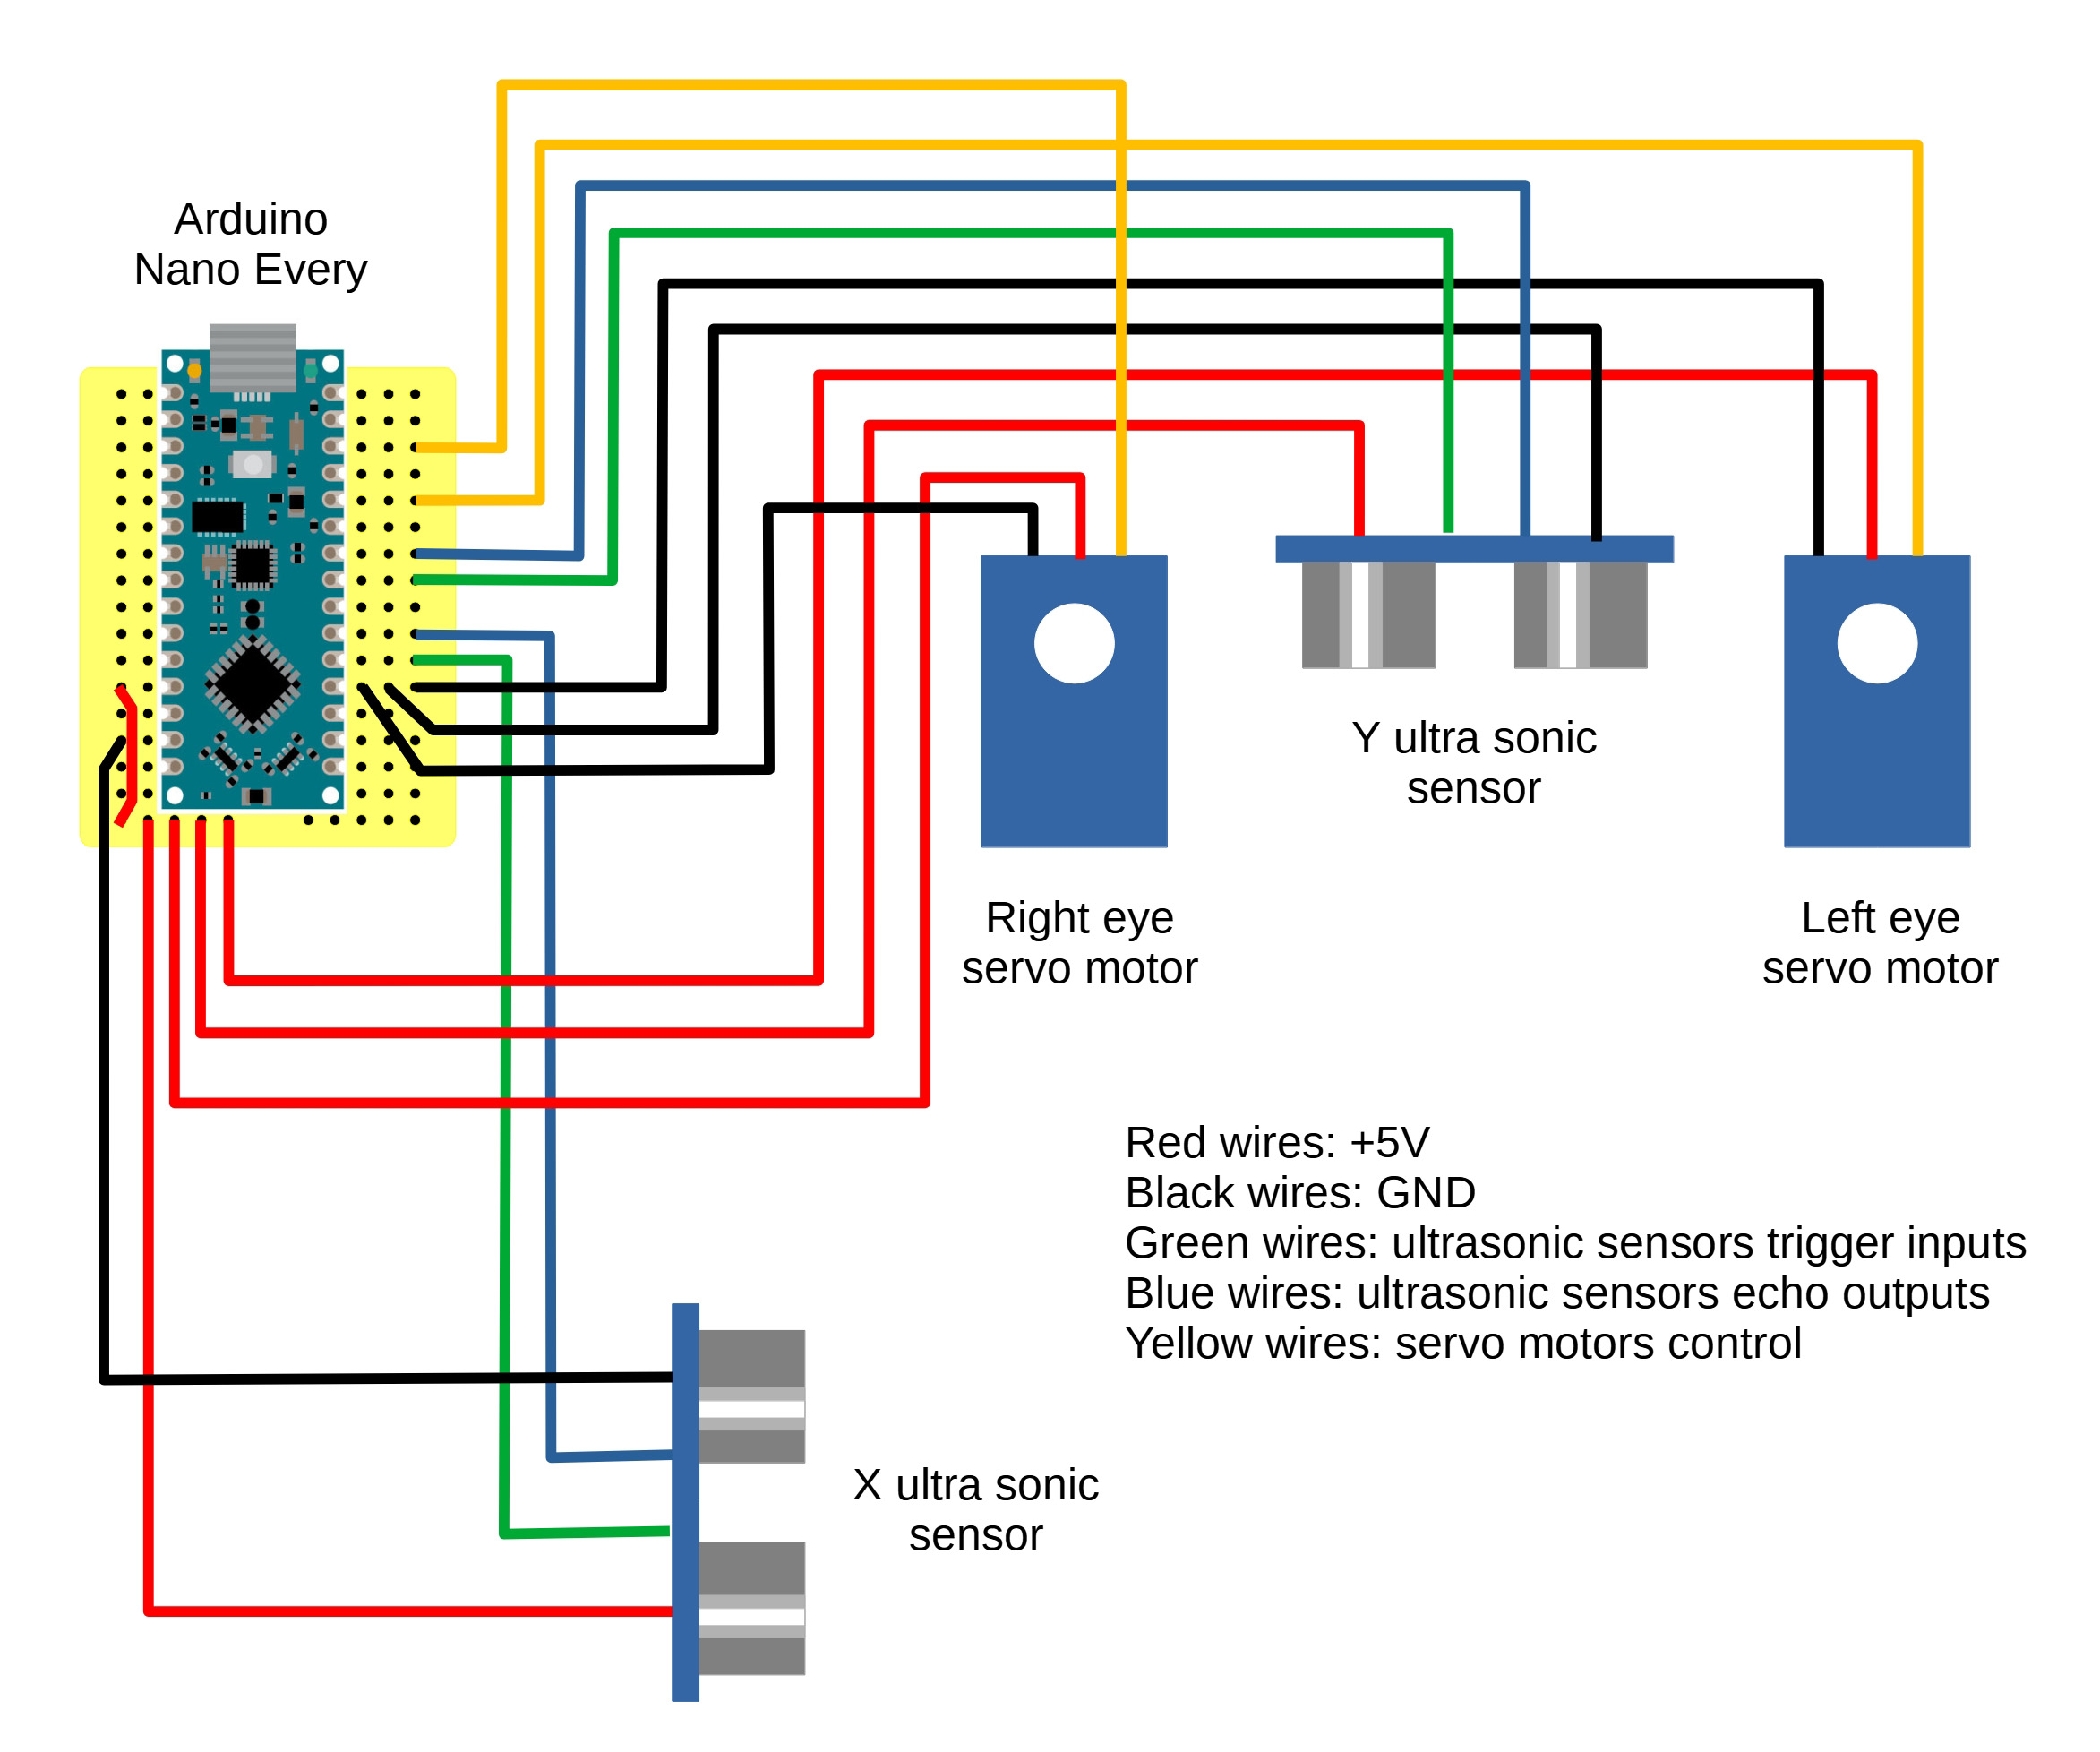 Arduino
Nano Every
Y ultra sonic
sensor
Right eye
servo motor
Left eye
servo motor
Red wires: +5V
Black wires: GND
Green wires: ultrasonic sensors trigger inputs
Blue wires: ultrasonic sensors echo outputs
Yellow wires: servo motors control
X ultra sonic
sensor